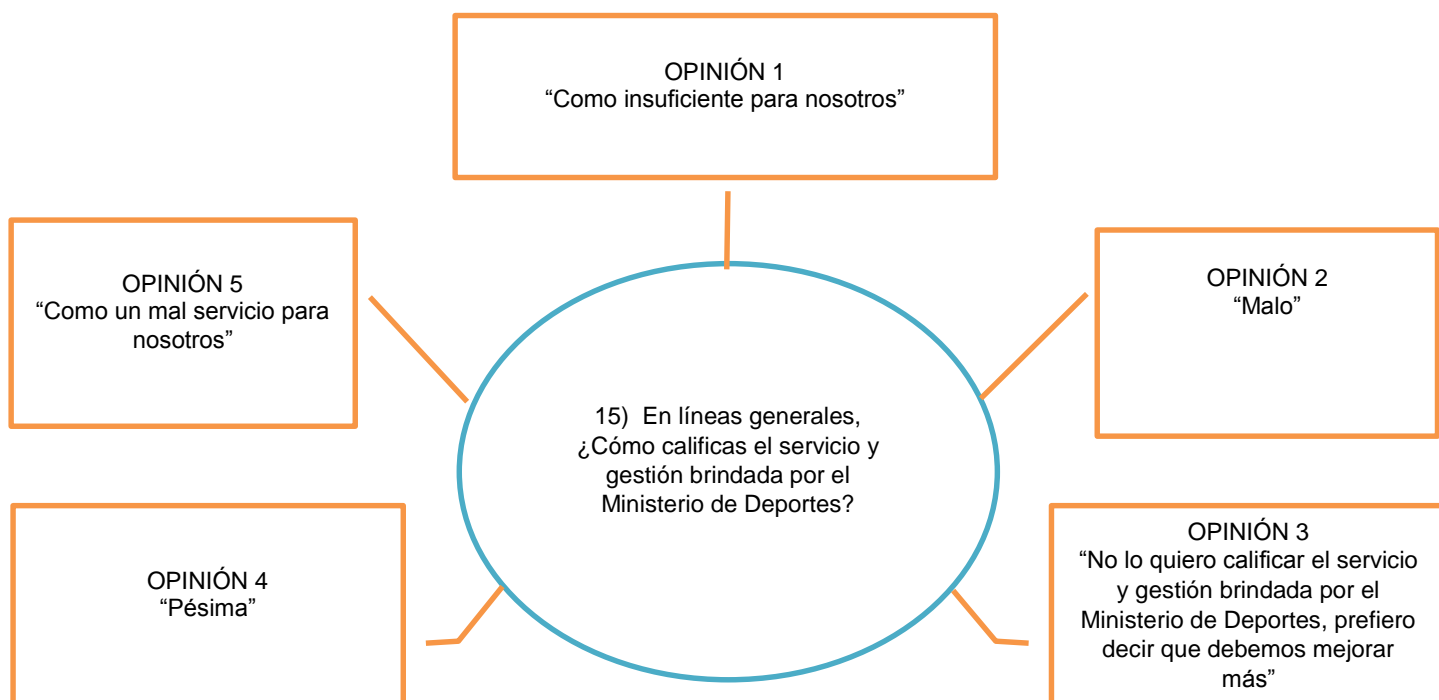 OPINIÓN 1
“Como insuficiente para nosotros”
OPINIÓN 5
“Como un mal servicio para
nosotros”
OPINIÓN 2
“Malo”
15) En líneas generales,
¿Cómo calificas el servicio y
gestión brindada por el
Ministerio de Deportes?
OPINIÓN 4
“Pésima”
OPINIÓN 3
“No lo quiero calificar el servicio
y gestión brindada por el
Ministerio de Deportes, prefiero
decir que debemos mejorar
más”